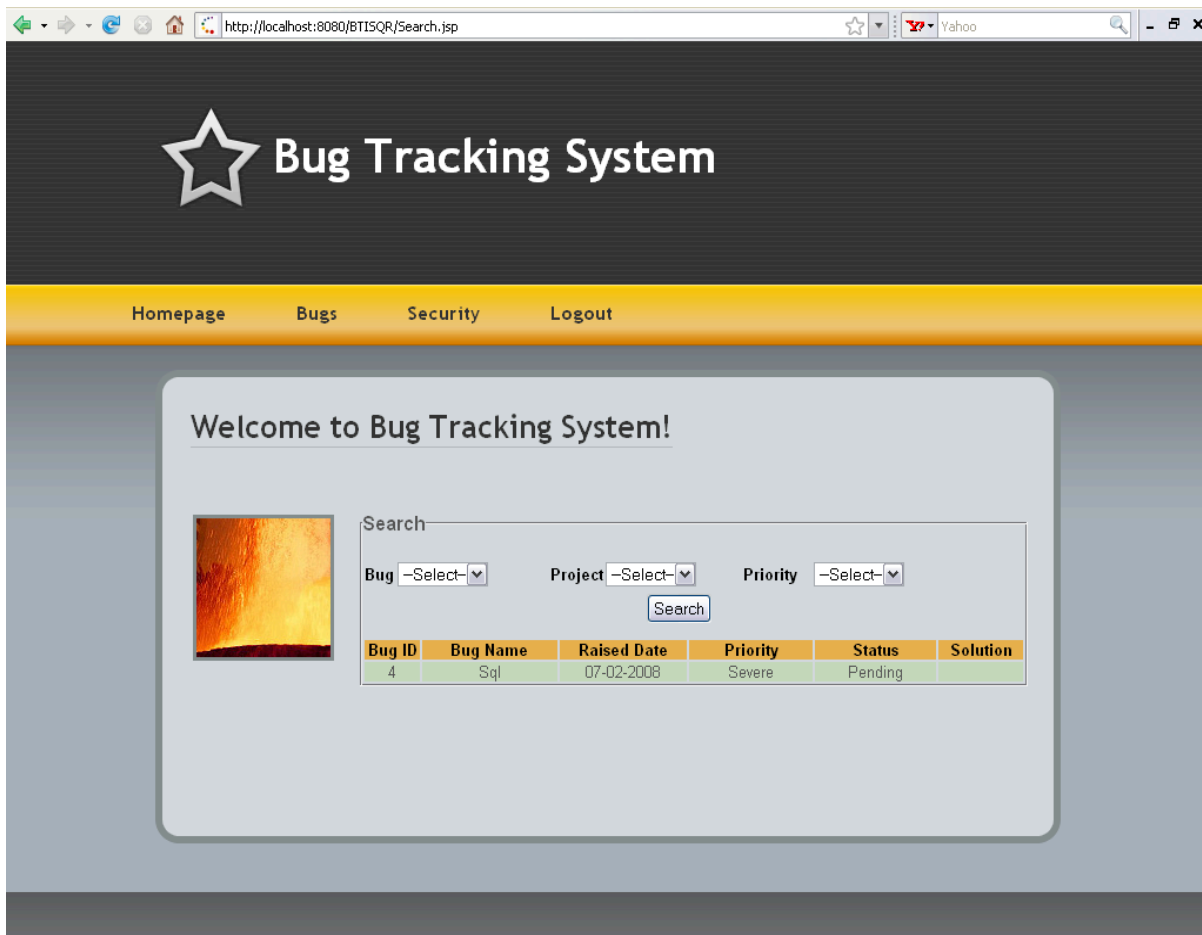 http://localhost:8080/BTISQR/Search.jsp Yahoo
Bug Tracking System
Homepage Bugs Security Logout
Welcome to Bug Tracking System!
Search
Bug --Select-- Project --Select-- Priority --Select--
Search
Bug ID Bug Name Raised Date Priority Status Solution
4 Sql 07-02-2008 Severe Pending